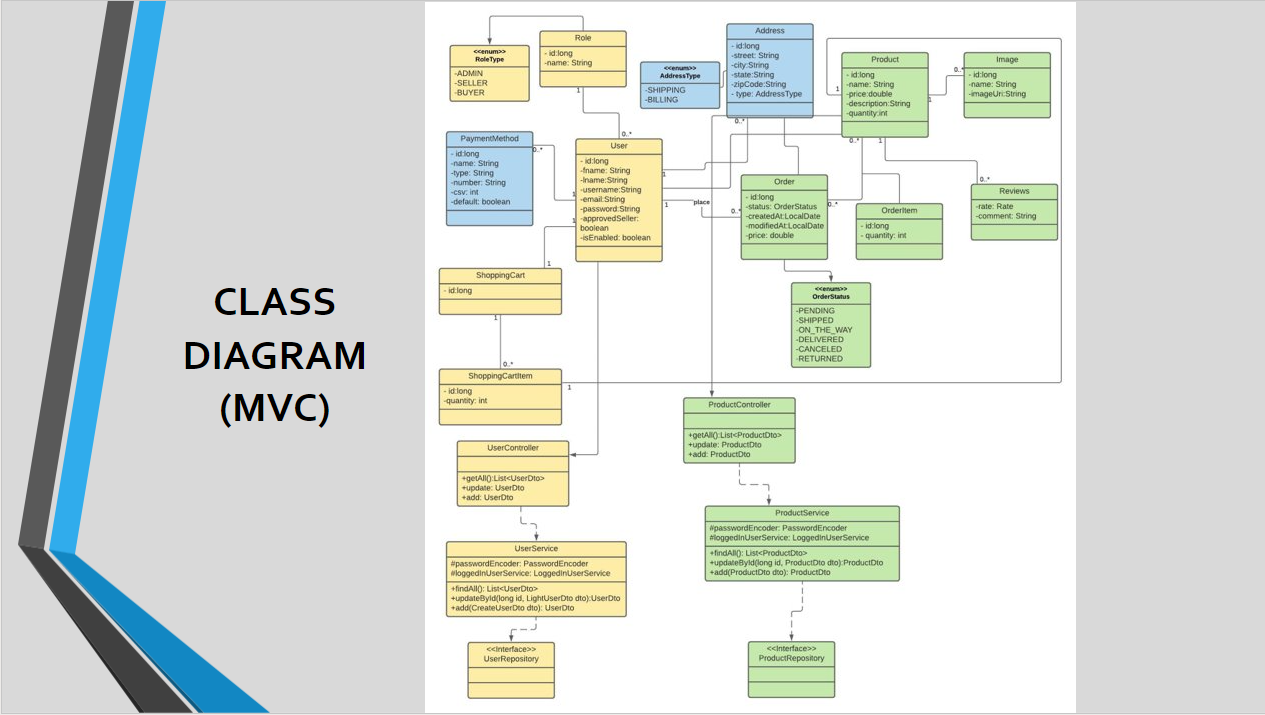 CLASS
DIAGRAM
(MVC)
<<enum>>
RoleType
-ADMIN
-SELLER
-BUYER
Role
- id:long
-name: String
1
0..*
<<enum>>
AddressType
-SHIPPING
-BILLING
Address
- id:long
-street: String
-city:String
-state:String
-zipCode:String
- type: AddressType
0..*
Product
- id:long
-name: String
-price:double
-description:String
-quantity:int
1
1
0..*
1
0..*
Image
- id:long
-name: String
-imageUri:String
PaymentMethod
- id:long
-name: String
-type: String
-number: String
-csv: int
-default: boolean
0..*
User
- id:long
-fname: String
-lname:String
-username:String
-email:String
-password:String
-approvedSeller:
boolean
-isEnabled: boolean
1
1
1
1
place
0..*
Order
- id:long
-status: OrderStatus
-createdAt:LocalDate
-modifiedAt:LocalDate
-price: double
0..*
OrderItem
- id:long
- quantity: int
0..*
Reviews
-rate: Rate
-comment: String
1
ShoppingCart
- id:long
1
0..*
<<enum>>
OrderStatus
-PENDING
-SHIPPED
-ON_THE_WAY
-DELIVERED
-CANCELED
-RETURNED
ShoppingCartItem
- id:long
-quantity: int
1
UserController
+getAll():List<UserDto>
+update: UserDto
+add: UserDto
ProductController
+getAll():List<ProductDto>
+update: ProductDto
+add: ProductDto
UserService
#passwordEncoder: PasswordEncoder
#loggedInUserService: LoggedInUserService
+findAll(): List<UserDto>
+updateById(long id, LightUserDto dto):UserDto
+add(CreateUserDto dto): UserDto
ProductService
#passwordEncoder: PasswordEncoder
#loggedInUserService: LoggedInUserService
+findAll(): List<ProductDto>
+updateById(long id, ProductDto dto):ProductDto
+add(ProductDto dto): ProductDto
<<Interface>>
UserRepository
<<Interface>>
ProductRepository